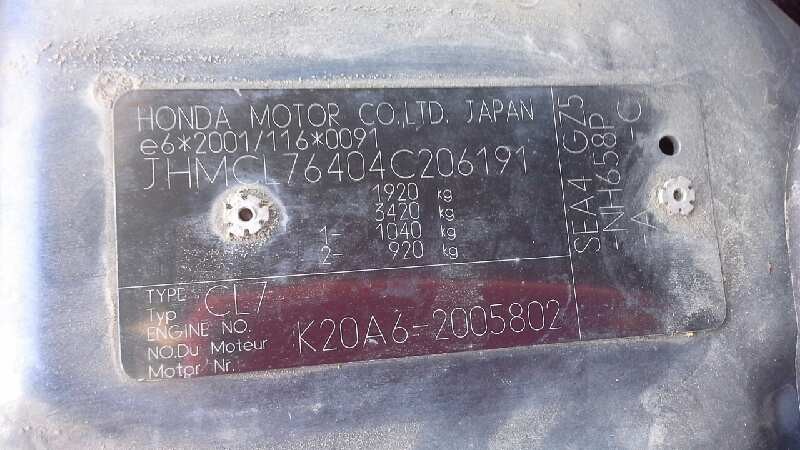 HONDA MOTOR CO.,LTD. JAPAN
e6*2001/116*0091
JHMCL76404C206191
1920 kg
3420 kg
1- 1040 kg
2- 920 kg
TYPE
Typ CL7
ENGINE NO.
NO.Du Moteur K20A6-2005802
Motor Nr.
SEA4 GZ5
-NH658P
-A -C